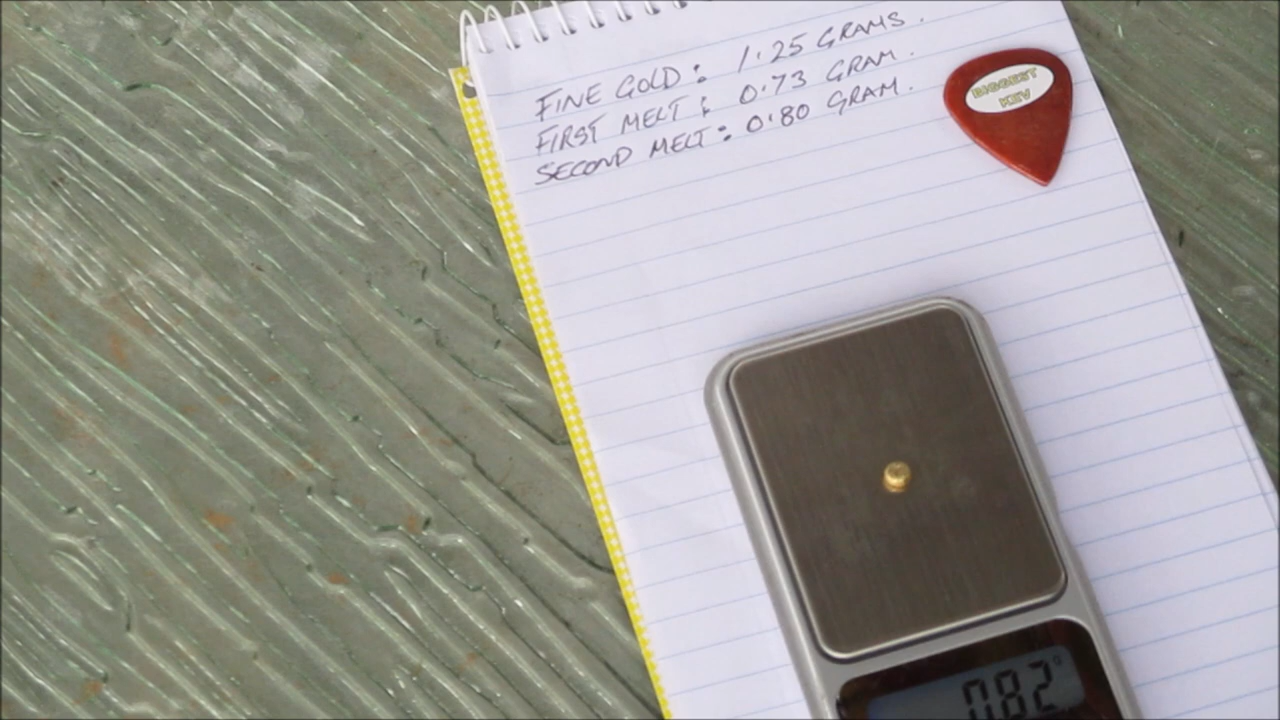 FINE GOLD: 1.25 GRAMS.
FIRST MELT: 0.73 GRAM.
SECOND MELT: 0.80 GRAM.
BIGGEST
KEV
0.82 g